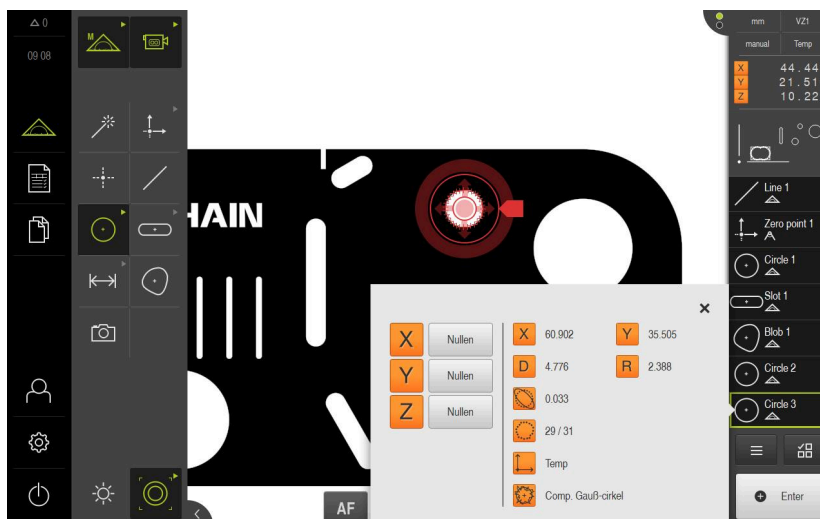 0
mm VZ1
09 08
M
manual Temp
X 44.44
Y 21.51
Z 10.22
HAIN
Line 1
Zero point 1
Circle 1
Slot 1
Blob 1
Circle 2
Circle 3
X Nullen
Y Nullen
Z Nullen
X 60.902 Y 35.505
D 4.776 R 2.388
0.033
29 / 31
Temp
Comp. Gauß-cirkel
AF
Enter